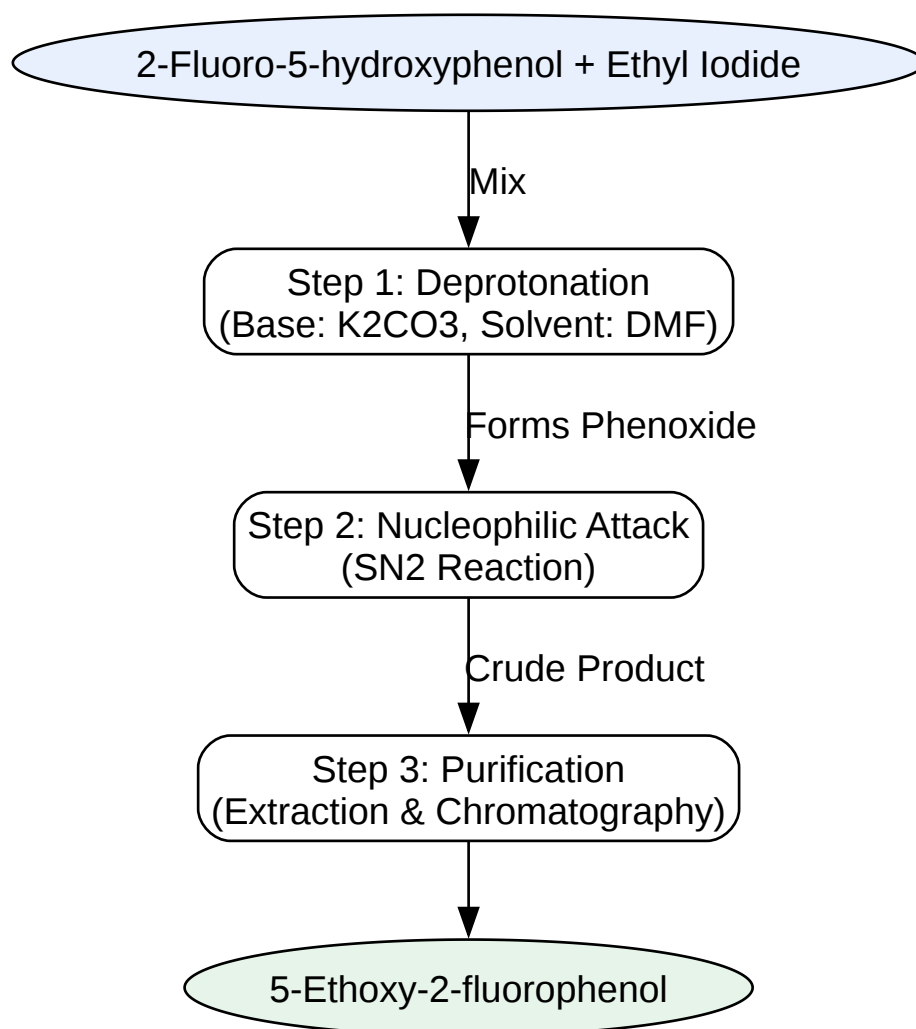 2-Fluoro-5-hydroxyphenol + Ethyl Iodide
Mix
Step 1: Deprotonation
(Base: K2CO3, Solvent: DMF)
Forms Phenoxide
Step 2: Nucleophilic Attack
(SN2 Reaction)
Crude Product
Step 3: Purification
(Extraction & Chromatography)
5-Ethoxy-2-fluorophenol